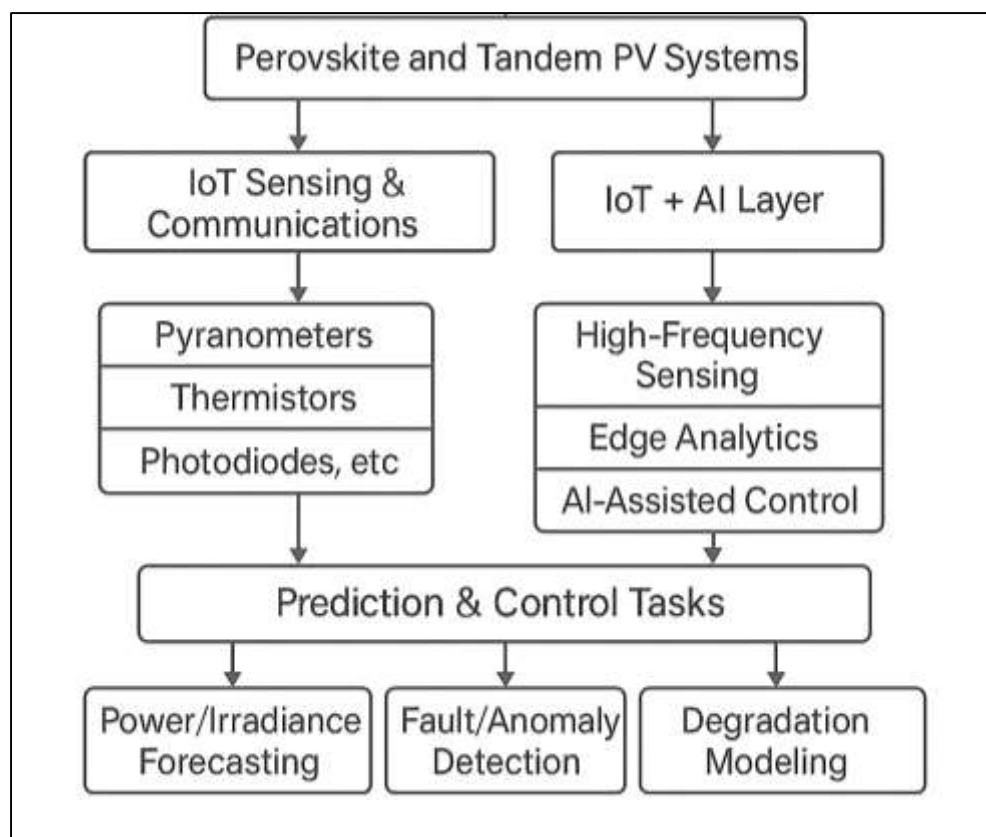 Perovskite and Tandem PV Systems
IoT Sensing &
Communications
IoT + AI Layer
Pyranometers
Thermistors
Photodiodes, etc
High-Frequency
Sensing
Edge Analytics
AI-Assisted Control
Prediction & Control Tasks
Power/Irradiance
Forecasting
Fault/Anomaly
Detection
Degradation
Modeling